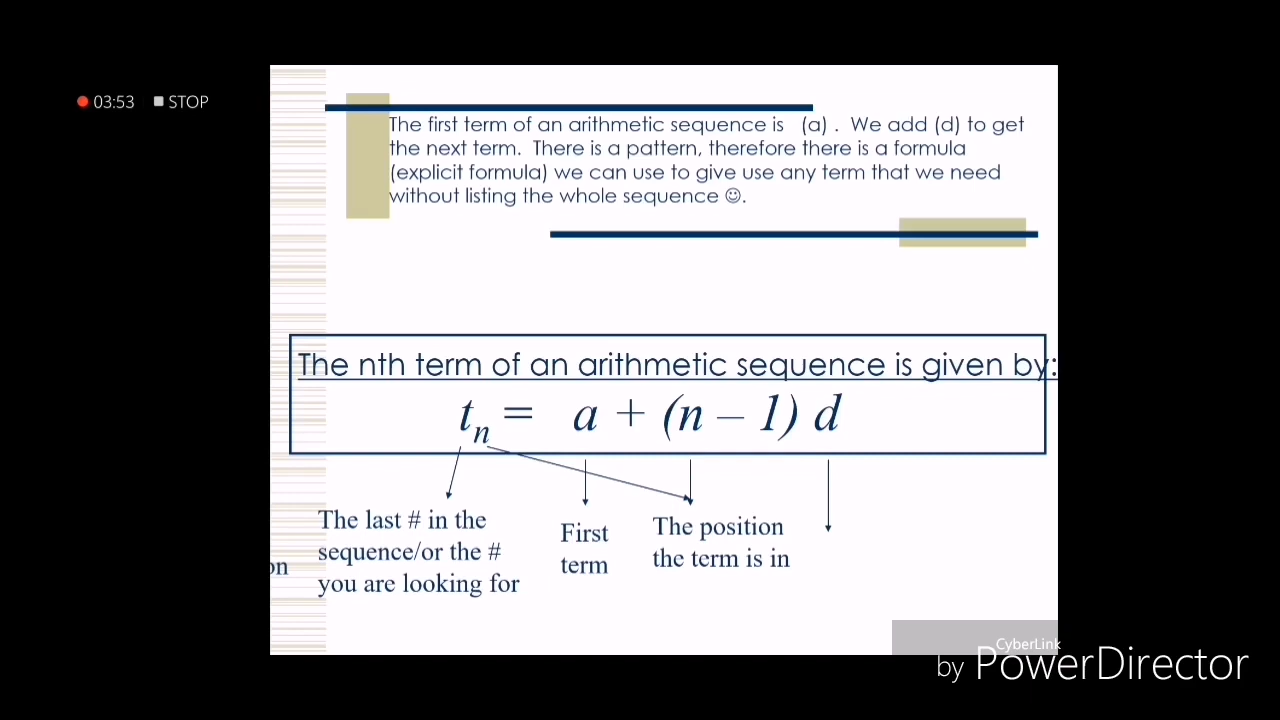 03:53 STOP
The first term of an arithmetic sequence is (a) . We add (d) to get
the next term. There is a pattern, therefore there is a formula
(explicit formula) we can use to give use any term that we need
without listing the whole sequence ☺.
The nth term of an arithmetic sequence is given by:
tₙ = a + (n – 1) d
The last # in the
sequence/or the #
you are looking for
First
term
The position
the term is in
on
CyberLink
by PowerDirector